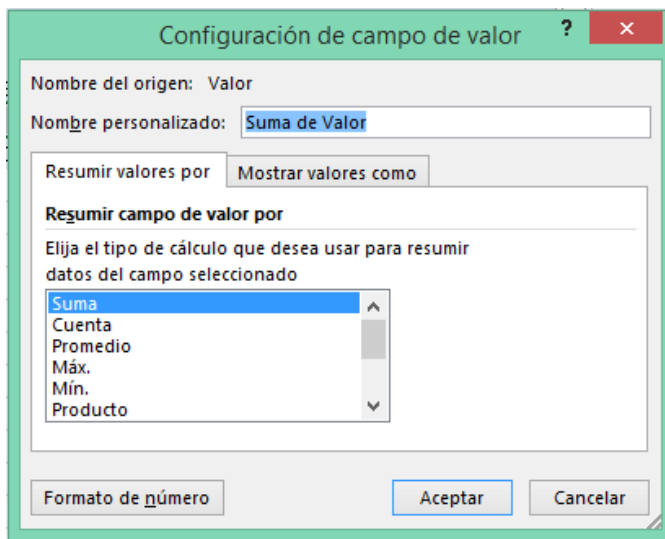 Configuración de campo de valor ?
Nombre del origen: Valor
Nombre personalizado: Suma de Valor
Resumir valores por Mostrar valores como
Resumir campo de valor por
Elija el tipo de cálculo que desea usar para resumir
datos del campo seleccionado
Suma
Cuenta
Promedio
Máx.
Mín.
Producto
Formato de número Aceptar Cancelar